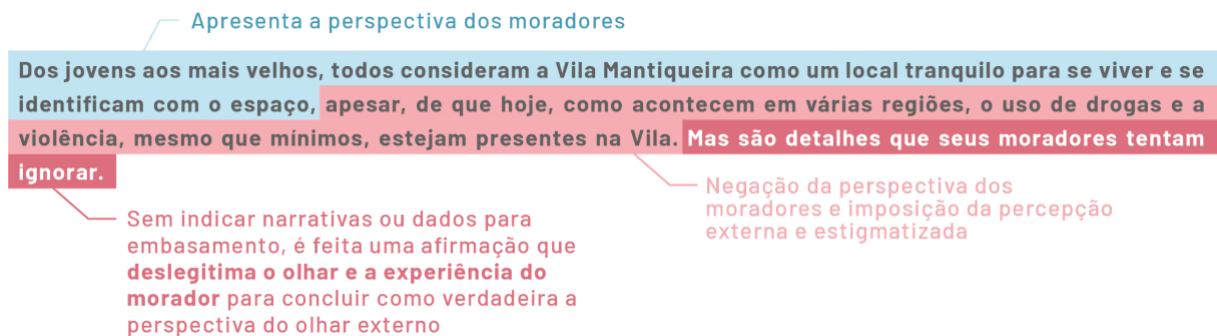 Apresenta a perspectiva dos moradores
Dos jovens aos mais velhos, todos consideram a Vila Mantiqueira como um local tranquilo para se viver e se
identificam com o espaço, apesar, de que hoje, como acontecem em várias regiões, o uso de drogas e a
violência, mesmo que mínimos, estejam presentes na Vila. Mas são detalhes que seus moradores tentam
ignorar.
Negação da perspectiva dos
moradores e imposição da percepção
externa e estigmatizada
Sem indicar narrativas ou dados para
embasamento, é feita uma afirmação que
deslegitima o olhar e a experiência do
morador para concluir como verdadeira a
perspectiva do olhar externo